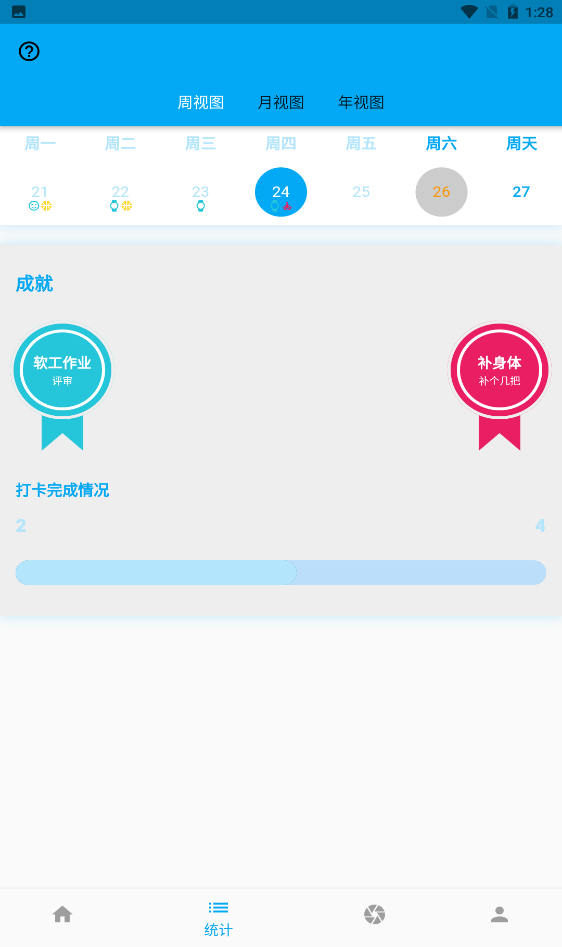 1:28
周视图 月视图 年视图
周一 周二 周三 周四 周五 周六 周天
21 22 23 24 25 26 27
成就
软工作业 补身体
评审 补个几把
打卡完成情况
2 4
统计